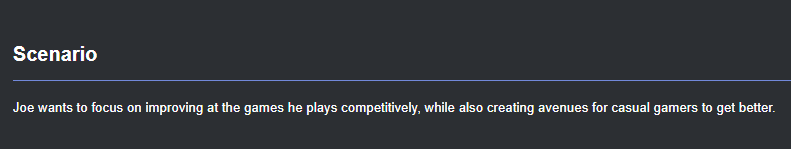 Scenario
Joe wants to focus on improving at the games he plays competitively, while also creating avenues for casual gamers to get better.